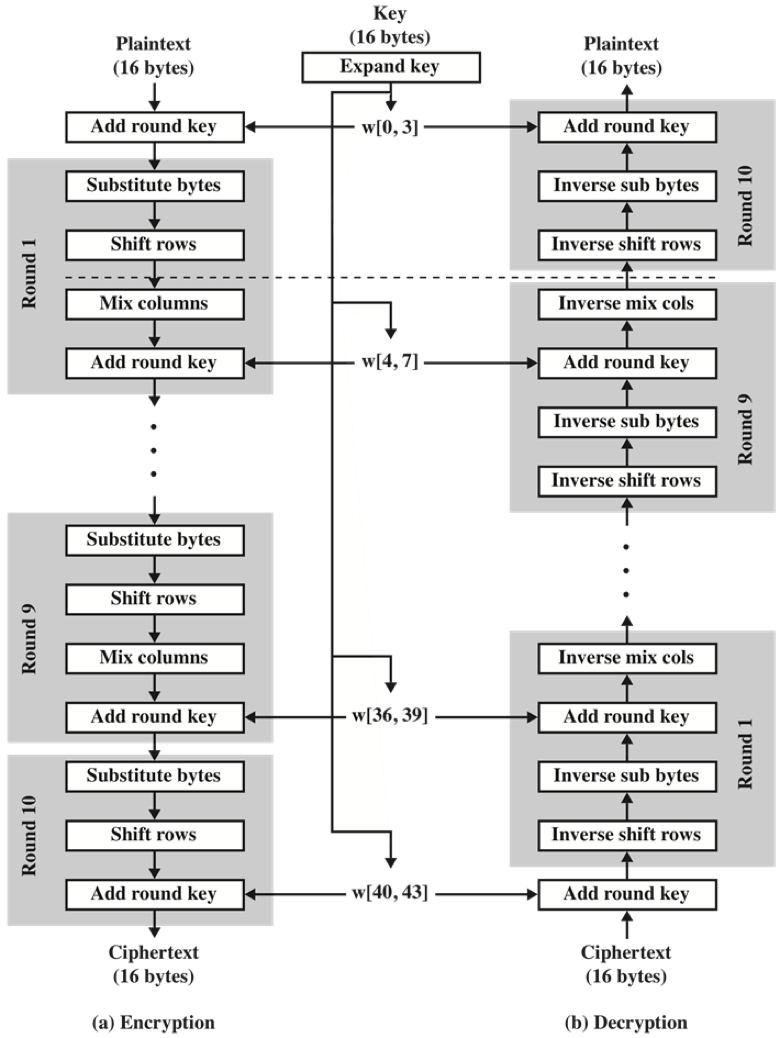 Key
(16 bytes)
Expand key
Plaintext
(16 bytes)
Add round key
Round 1
Substitute bytes
Shift rows
Mix columns
Add round key
Round 9
Substitute bytes
Shift rows
Mix columns
Add round key
Round 10
Substitute bytes
Shift rows
Add round key
Ciphertext
(16 bytes)
(a) Encryption
w[0, 3]
w[4, 7]
w[36, 39]
w[40, 43]
Plaintext
(16 bytes)
Add round key
Inverse sub bytes
Inverse shift rows
Round 10
Inverse mix cols
Add round key
Inverse sub bytes
Inverse shift rows
Round 9
Inverse mix cols
Add round key
Inverse sub bytes
Inverse shift rows
Round 1
Add round key
Ciphertext
(16 bytes)
(b) Decryption